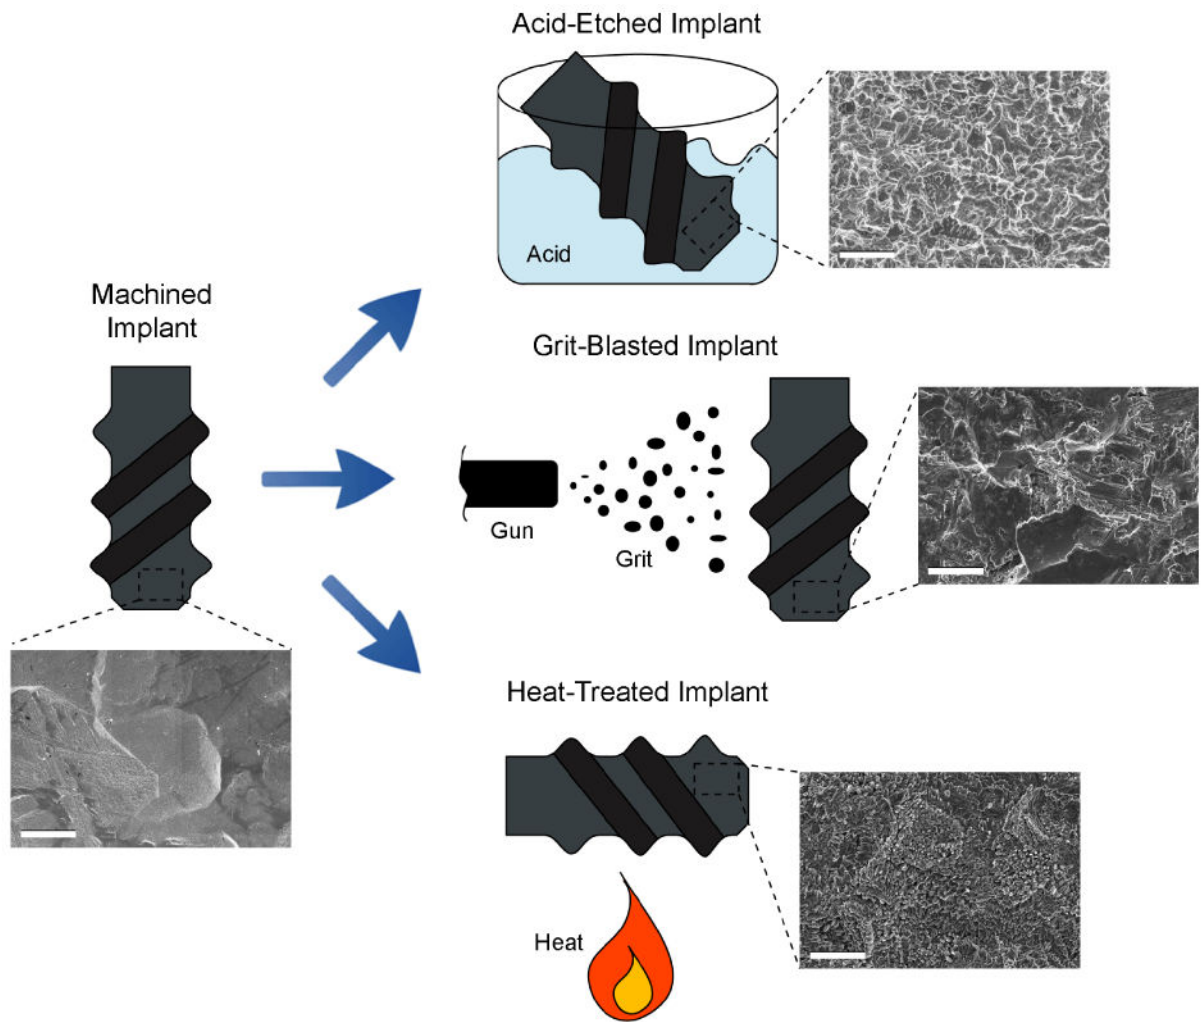 Acid-Etched Implant
Acid
Machined
Implant
Grit-Blasted Implant
Gun
Grit
Heat-Treated Implant
Heat